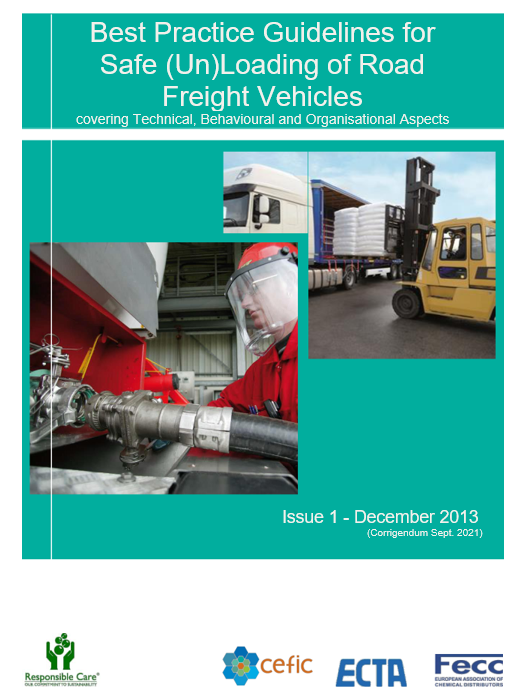 Best Practice Guidelines for
Safe (Un)Loading of Road
Freight Vehicles
covering Technical, Behavioural and Organisational Aspects
Issue 1 - December 2013
(Corrigendum Sept. 2021)
Responsible Care®
OUR COMMITMENT TO SUSTAINABILITY
cefic
ECTA
Fecc
EUROPEAN ASSOCIATION OF
CHEMICAL DISTRIBUTORS